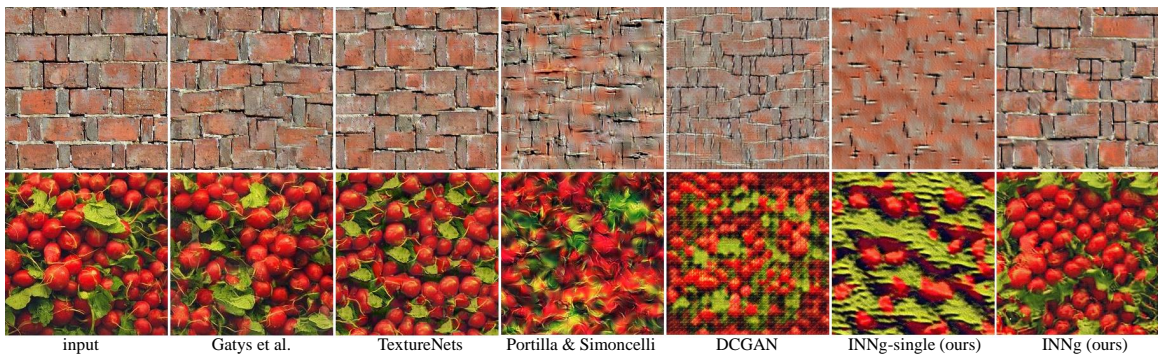 input Gatys et al. TextureNets Portilla & Simoncelli DCGAN INNg-single (ours) INNg (ours)